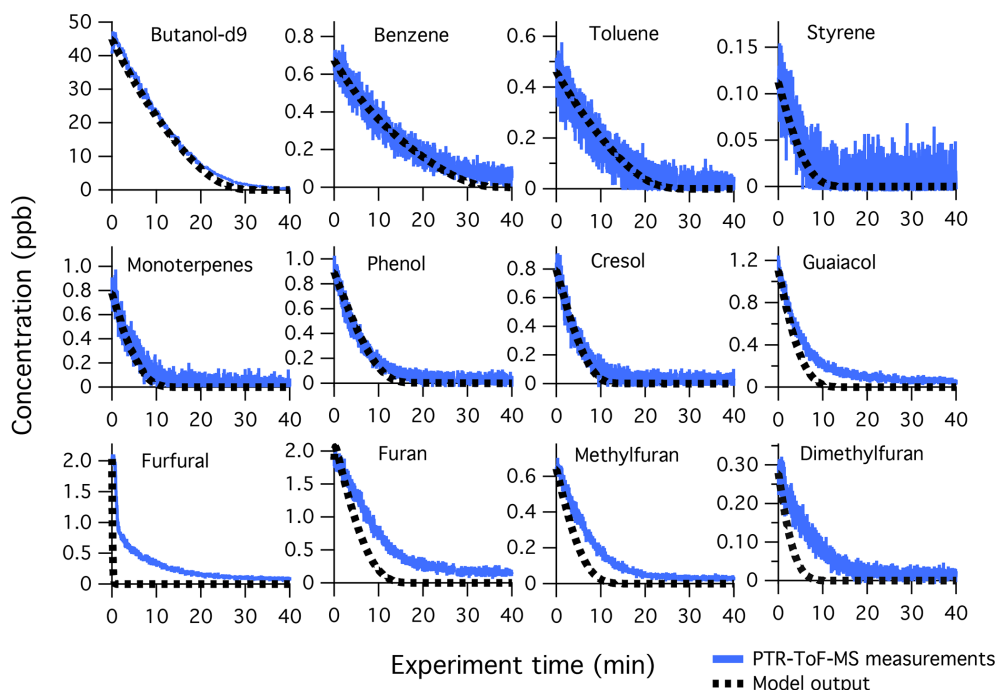 Concentration (ppb)
Butanol-d9
50
40
30
20
10
0
0 10 20 30 40
Benzene
0.8
0.6
0.4
0.2
0
0 10 20 30 40
Toluene
0.6
0.4
0.2
0
0 10 20 30 40
Styrene
0.15
0.10
0.05
0
0 10 20 30 40
Monoterpenes
1.0
0.8
0.6
0.4
0.2
0
0 10 20 30 40
Phenol
1.0
0.8
0.6
0.4
0.2
0
0 10 20 30 40
Cresol
0.8
0.6
0.4
0.2
0
0 10 20 30 40
Guaiacol
1.2
0.8
0.4
0
0 10 20 30 40
Furfural
2.0
1.5
1.0
0.5
0
0 10 20 30 40
Furan
2.0
1.5
1.0
0.5
0
0 10 20 30 40
Methylfuran
0.6
0.4
0.2
0
0 10 20 30 40
Dimethylfuran
0.30
0.20
0.10
0
0 10 20 30 40
Experiment time (min)
PTR-ToF-MS measurements
Model output